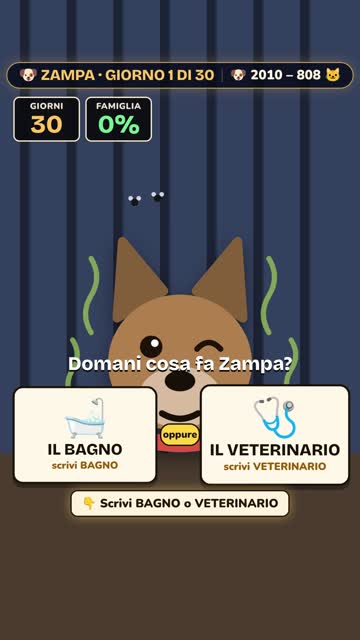 🐶 ZAMPA • GIORNO 1 DI 30 | 🐶 2010 – 808 🐱
GIORNI
30
FAMIGLIA
0%
Domani cosa fa Zampa?
IL BAGNO
scrivi BAGNO
oppure
IL VETERINARIO
scrivi VETERINARIO
👇 Scrivi BAGNO o VETERINARIO